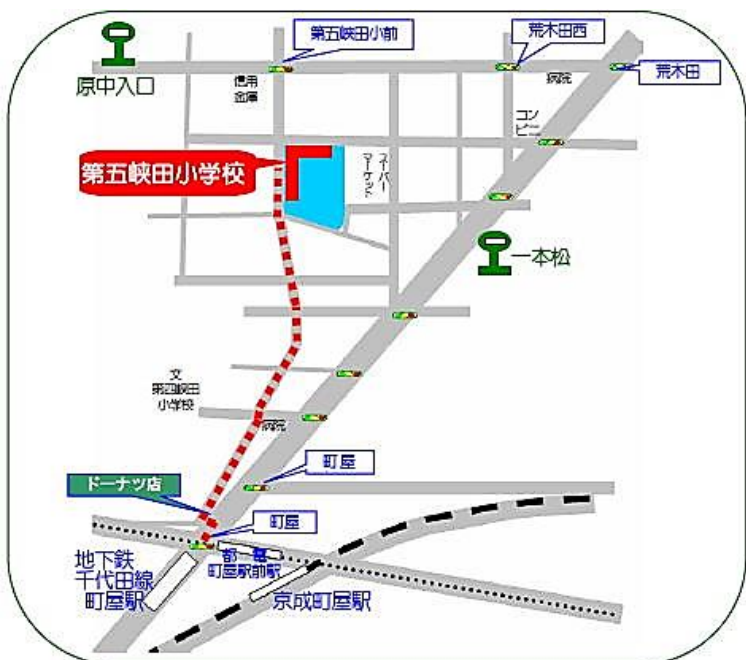 第五峡田小前
荒木田西
原中入口
信用
金庫
病院
荒木田
コン
ビニ
第五峡田小学校
スーパー
マーケット
一本松
文
第四峡田
小学校
病院
町屋
ドーナツ店
町屋
地下鉄
千代田線
町屋駅
都電
町屋駅前駅
京成町屋駅